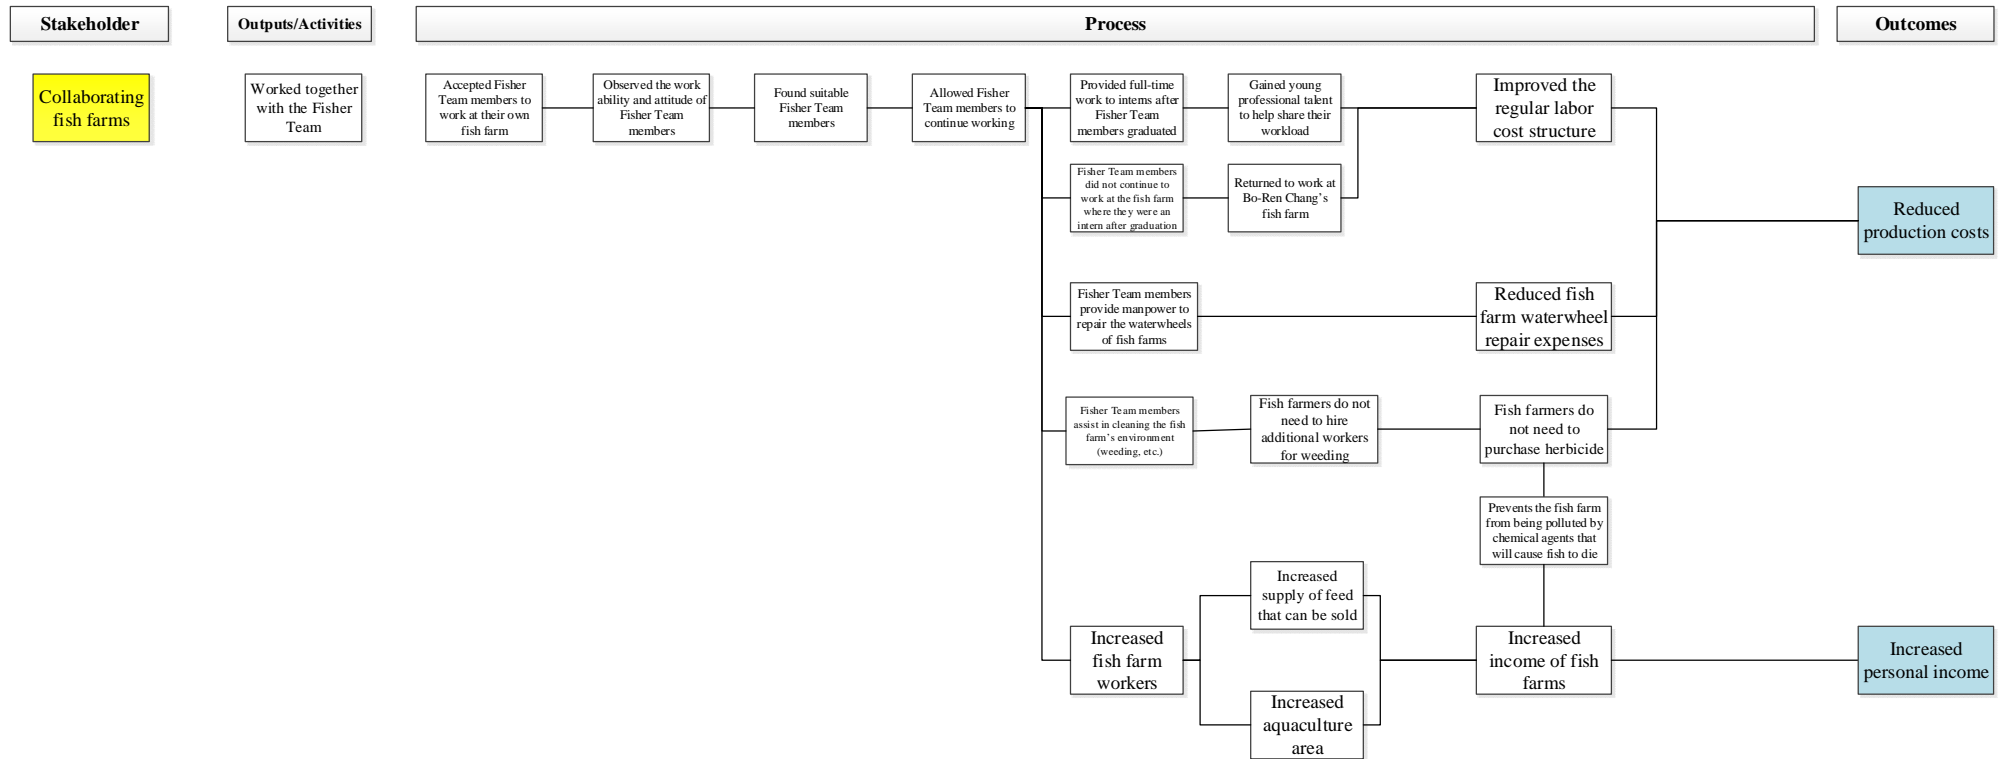 Stakeholder
Outputs/Activities
Process
Outcomes
Collaborating
fish farms
Worked together
with the Fisher
Team
Accepted Fisher
Team members to
work at their own
fish farm
Observed the work
ability and attitude of
Fisher Team
members
Found suitable
Fisher Team
members
Allowed Fisher
Team members to
continue working
Provided full-time
work to interns after
Fisher Team
members graduated
Gained young
professional talent
to help share their
workload
Improved the
regular labor
cost structure
Fisher Team members
did not continue to
work at the fish farm
where they were an
intern after graduation
Returned to work at
Bo-Ren Chang's
fish farm
Reduced
production costs
Fisher Team members
provide manpower to
repair the waterwheels
of fish farms
Reduced fish
farm waterwheel
repair expenses
Fisher Team members
assist in cleaning the fish
farm's environment
(weeding, etc.)
Fish farmers do not
need to hire
additional workers
for weeding
Fish farmers do
not need to
purchase herbicide
Prevents the fish farm
from being polluted by
chemical agents that
will cause fish to die
Increased
supply of feed
that can be sold
Increased
fish farm
workers
Increased
income of fish
farms
Increased
personal income
Increased
aquaculture
area